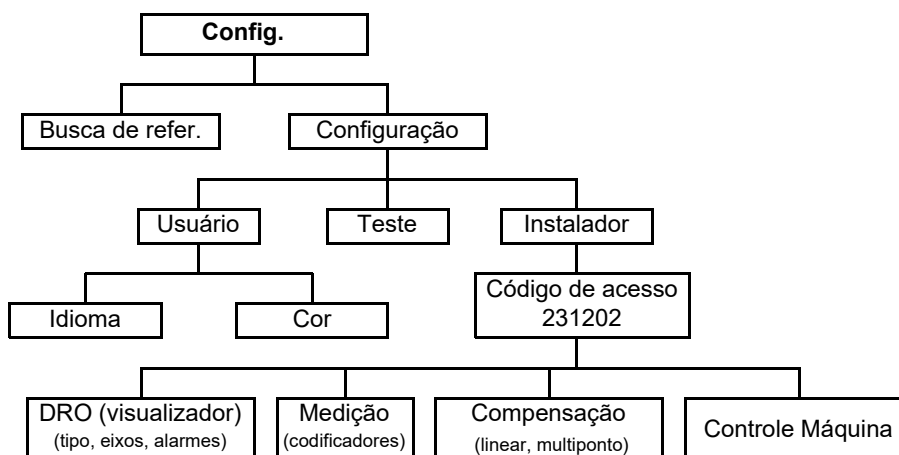 Config.
Busca de refer.
Configuração
Usuário
Teste
Instalador
Idioma
Cor
Código de acesso
231202
DRO (visualizador)
(tipo, eixos, alarmes)
Medição
(codificadores)
Compensação
(linear, multiponto)
Controle Máquina